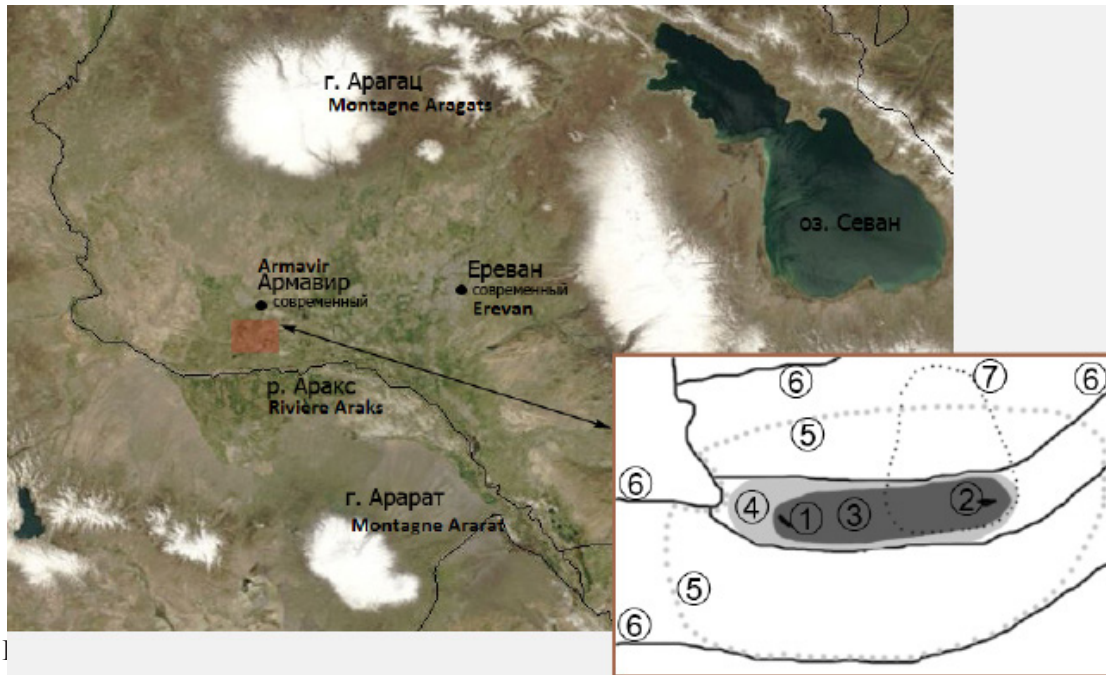 г. Арагац
Montagne Aragats
оз. Севан
Armavir
Армавир
современный
Ереван
современный
Erevan
р. Аракс
Rivière Araks
г. Арарат
Montagne Ararat
6
7
6
5
6
4
1
3
2
5
6